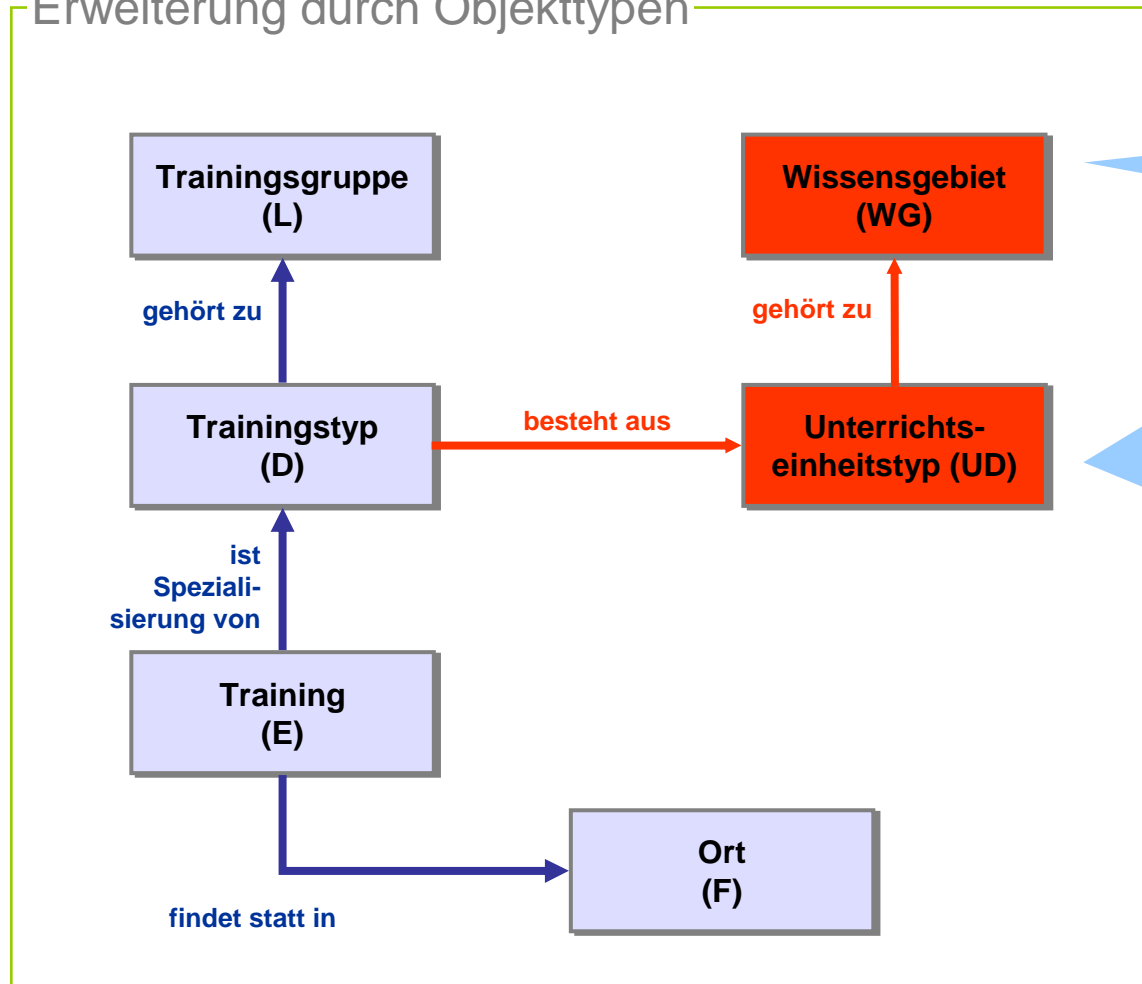 Erweiterung durch Objekttypen
Trainingsgruppe
(L)
Wissensgebiet
(WG)
gehört zu
gehört zu
Trainingstyp
(D)
besteht aus
Unterrichts-
einheitstyp (UD)
ist
Speziali-
sierung von
Training
(E)
Ort
(F)
findet statt in